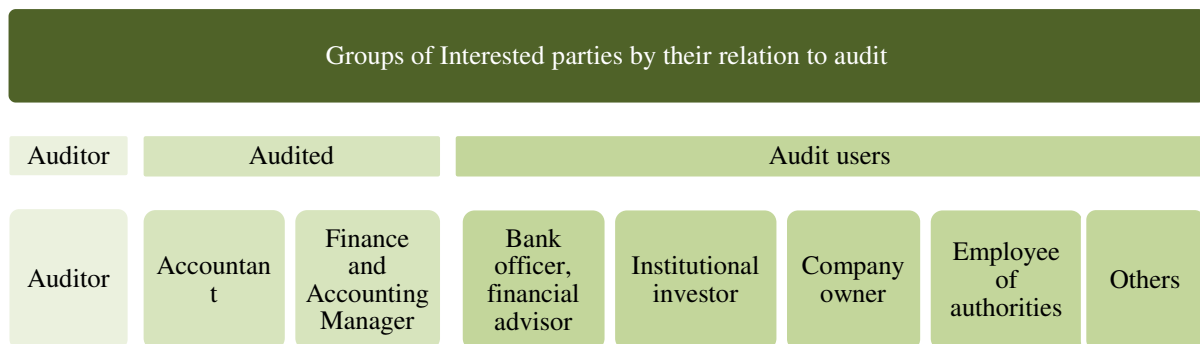 Groups of Interested parties by their relation to audit
Auditor
Audited
Audit users
Auditor
Accountan
t
Finance
and
Accounting
Manager
Bank
officer,
financial
advisor
Institutional
investor
Company
owner
Employee
of
authorities
Others